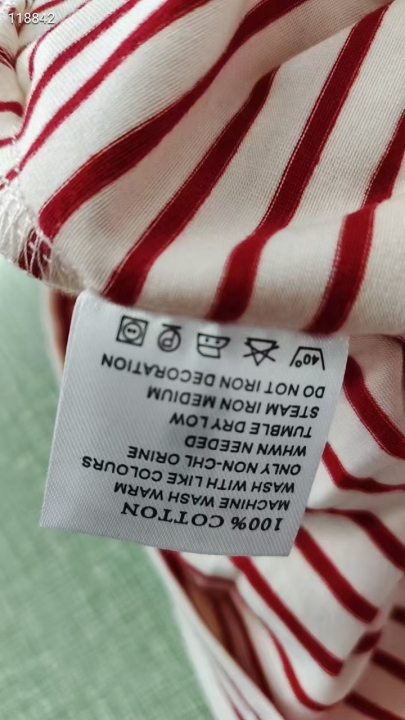 118842
100% COTTON
MACHINE WASH WARM
WASH WITH LIKE COLOURS
ONLY NON-CHL ORINE
WHWN NEEDED
TUMBLE DRY LOW
STEAM IRON MEDIUM
DO NOT IRON DECORATION
40° P